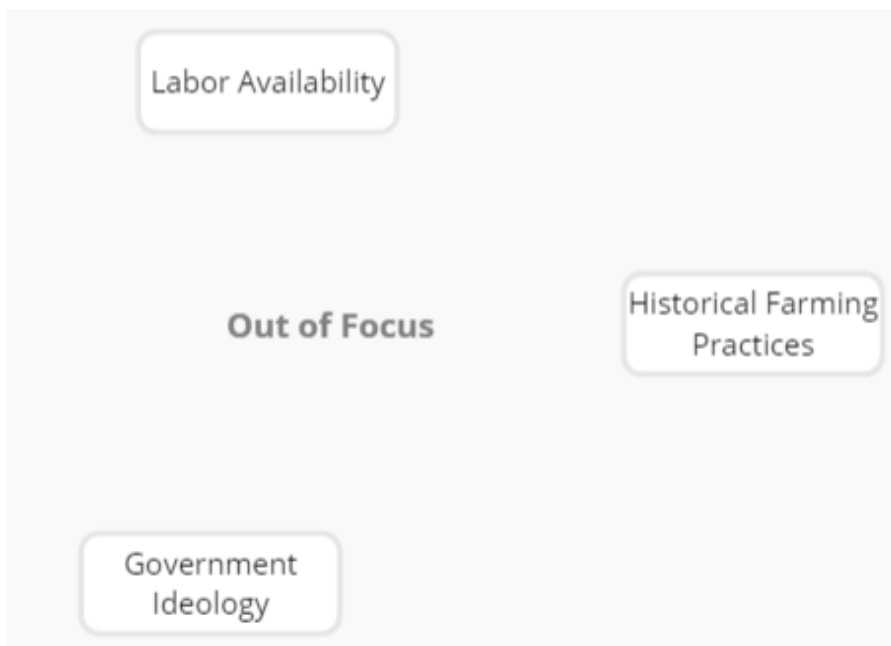 Labor Availability
Out of Focus
Historical Farming
Practices
Government
Ideology